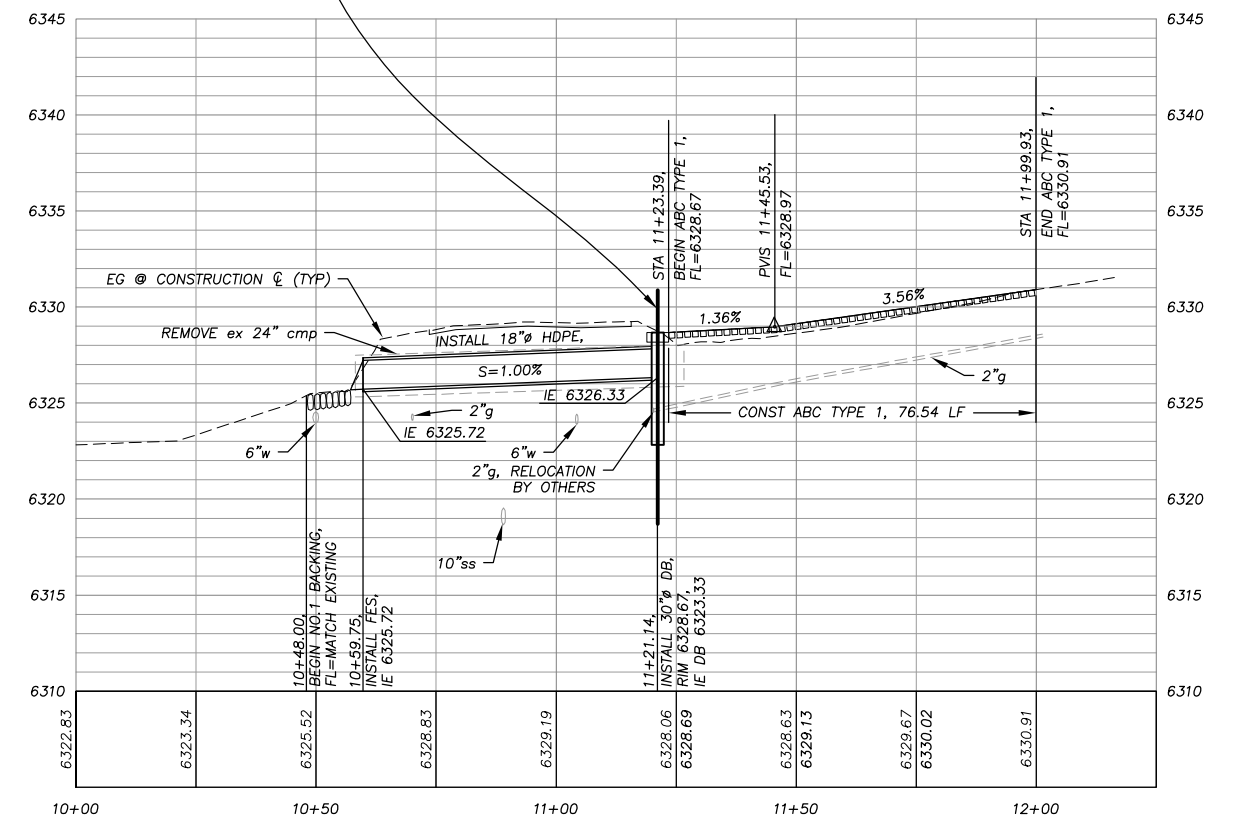 6345
6345
6340
6340
6335
6335
6330
6330
6325
6325
6320
6320
6315
6315
6310
6310
EG @ CONSTRUCTION ℄ (TYP)
REMOVE ex 24" cmp
INSTALL 18"ø HDPE,
S=1.00%
IE 6326.33
IE 6325.72
2"g
6"w
6"w
2"g, RELOCATION
BY OTHERS
10"ss
STA 11+23.39,
BEGIN ABC TYPE 1,
FL=6328.67
PVIS 11+45.53,
FL=6328.97
STA 11+99.93,
END ABC TYPE 1,
FL=6330.91
1.36%
3.56%
2"g
CONST ABC TYPE 1, 76.54 LF
10+48.00,
BEGIN NO.1 BACKING,
FL=MATCH EXISTING
10+59.75,
INSTALL FES,
IE 6325.72
11+21.14,
INSTALL 30"ø DB,
RIM 6328.67,
IE DB 6323.33
6322.83
6323.34
6325.52
6328.83
6329.19
6328.06
6328.69
6328.63
6329.13
6329.67
6330.02
6330.91
10+00
10+50
11+00
11+50
12+00